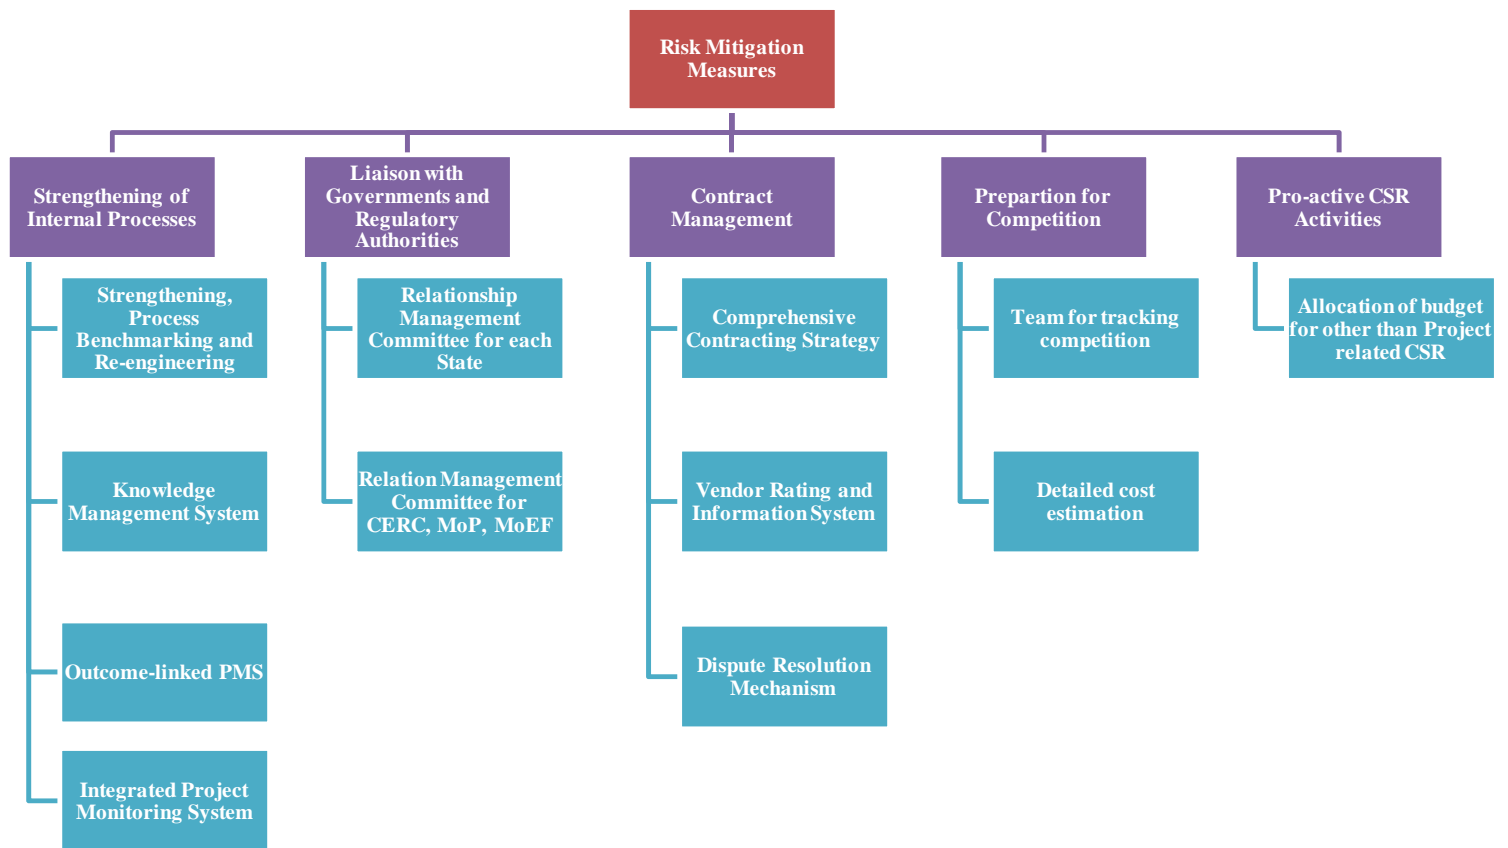 Risk Mitigation
Measures
Strengthening of
Internal Processes
Strengthening,
Process
Benchmarking and
Re-engineering
Knowledge
Management System
Outcome-linked PMS
Integrated Project
Monitoring System
Liaison with
Governments and
Regulatory
Authorities
Relationship
Management
Committee for each
State
Relation Management
Committee for
CERC, MoP, MoEF
Contract
Management
Comprehensive
Contracting Strategy
Vendor Rating and
Information System
Dispute Resolution
Mechanism
Prepartion for
Competition
Team for tracking
competition
Detailed cost
estimation
Pro-active CSR
Activities
Allocation of budget
for other than Project
related CSR